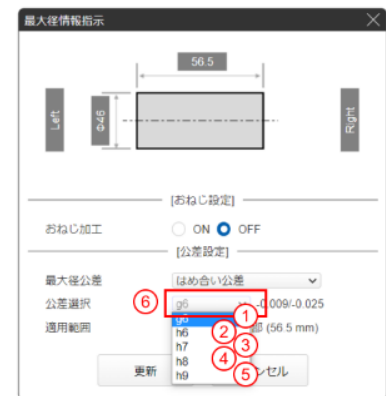 最大径情報指示
56.5
Left
Φ46
Right
[おねじ設定]
おねじ加工 ON OFF
[公差設定]
最大径公差 はめ合い公差
公差選択 ⑥ g6 -0.009/-0.025
g6 ①
適用範囲 h6 ② 部 (56.5 mm)
h7 ③
h8 ④
h9 ⑤
更新 セル